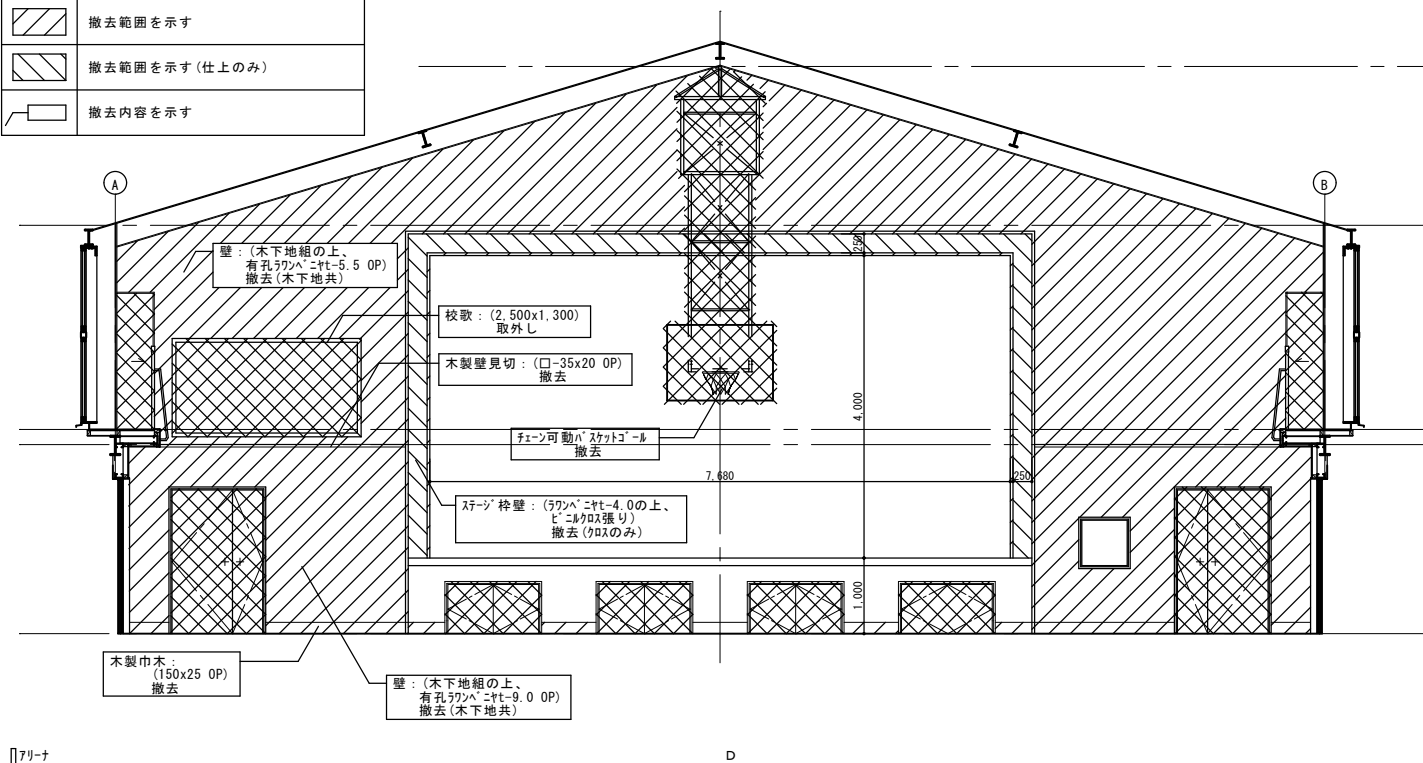 撤去範囲を示す
撤去範囲を示す(仕上のみ)
撤去内容を示す
A
B
壁：(木下地組の上、
有孔ﾗﾜﾝﾍﾞﾆﾔt-5.5 OP)
撤去(木下地共)
250
校歌：(2,500x1,300)
取外し
木製壁見切：(□-35x20 OP)
撤去
4,000
ﾁｪｰﾝ可動ﾊﾞｽｹｯﾄｺﾞｰﾙ
撤去
7,680
250
ｽﾃｰｼﾞ枠壁：(ﾗﾜﾝﾍﾞﾆﾔt-4.0の上、
ﾋﾞﾆﾙｸﾛｽ張り)
撤去(ｸﾛｽのみ)
1,000
木製巾木：
(150x25 OP)
撤去
壁：(木下地組の上、
有孔ﾗﾜﾝﾍﾞﾆﾔt-9.0 OP)
撤去(木下地共)
ｱﾘｰﾅ
D